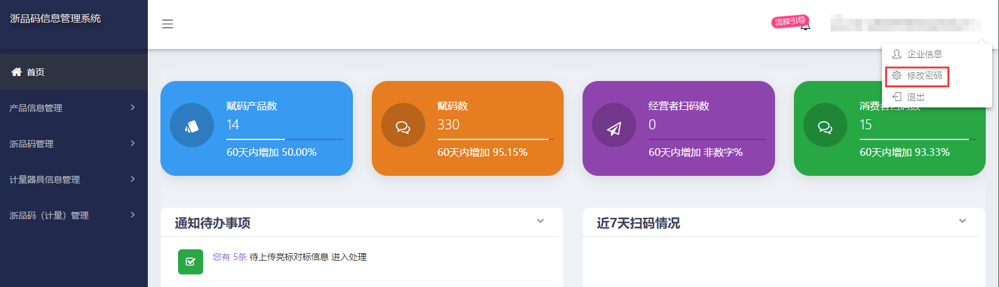 浙品码信息管理系统
流程引导
企业信息
修改密码
退出
首页
产品信息管理
浙品码管理
计量器具信息管理
浙品码（计量）管理
赋码产品数
14
60天内增加 50.00%
赋码数
330
60天内增加 95.15%
经营者扫码数
0
60天内增加 非数字%
消费者扫码数
15
60天内增加 93.33%
通知待办事项
您有 5条 待上传亮标对标信息 进入处理
近7天扫码情况